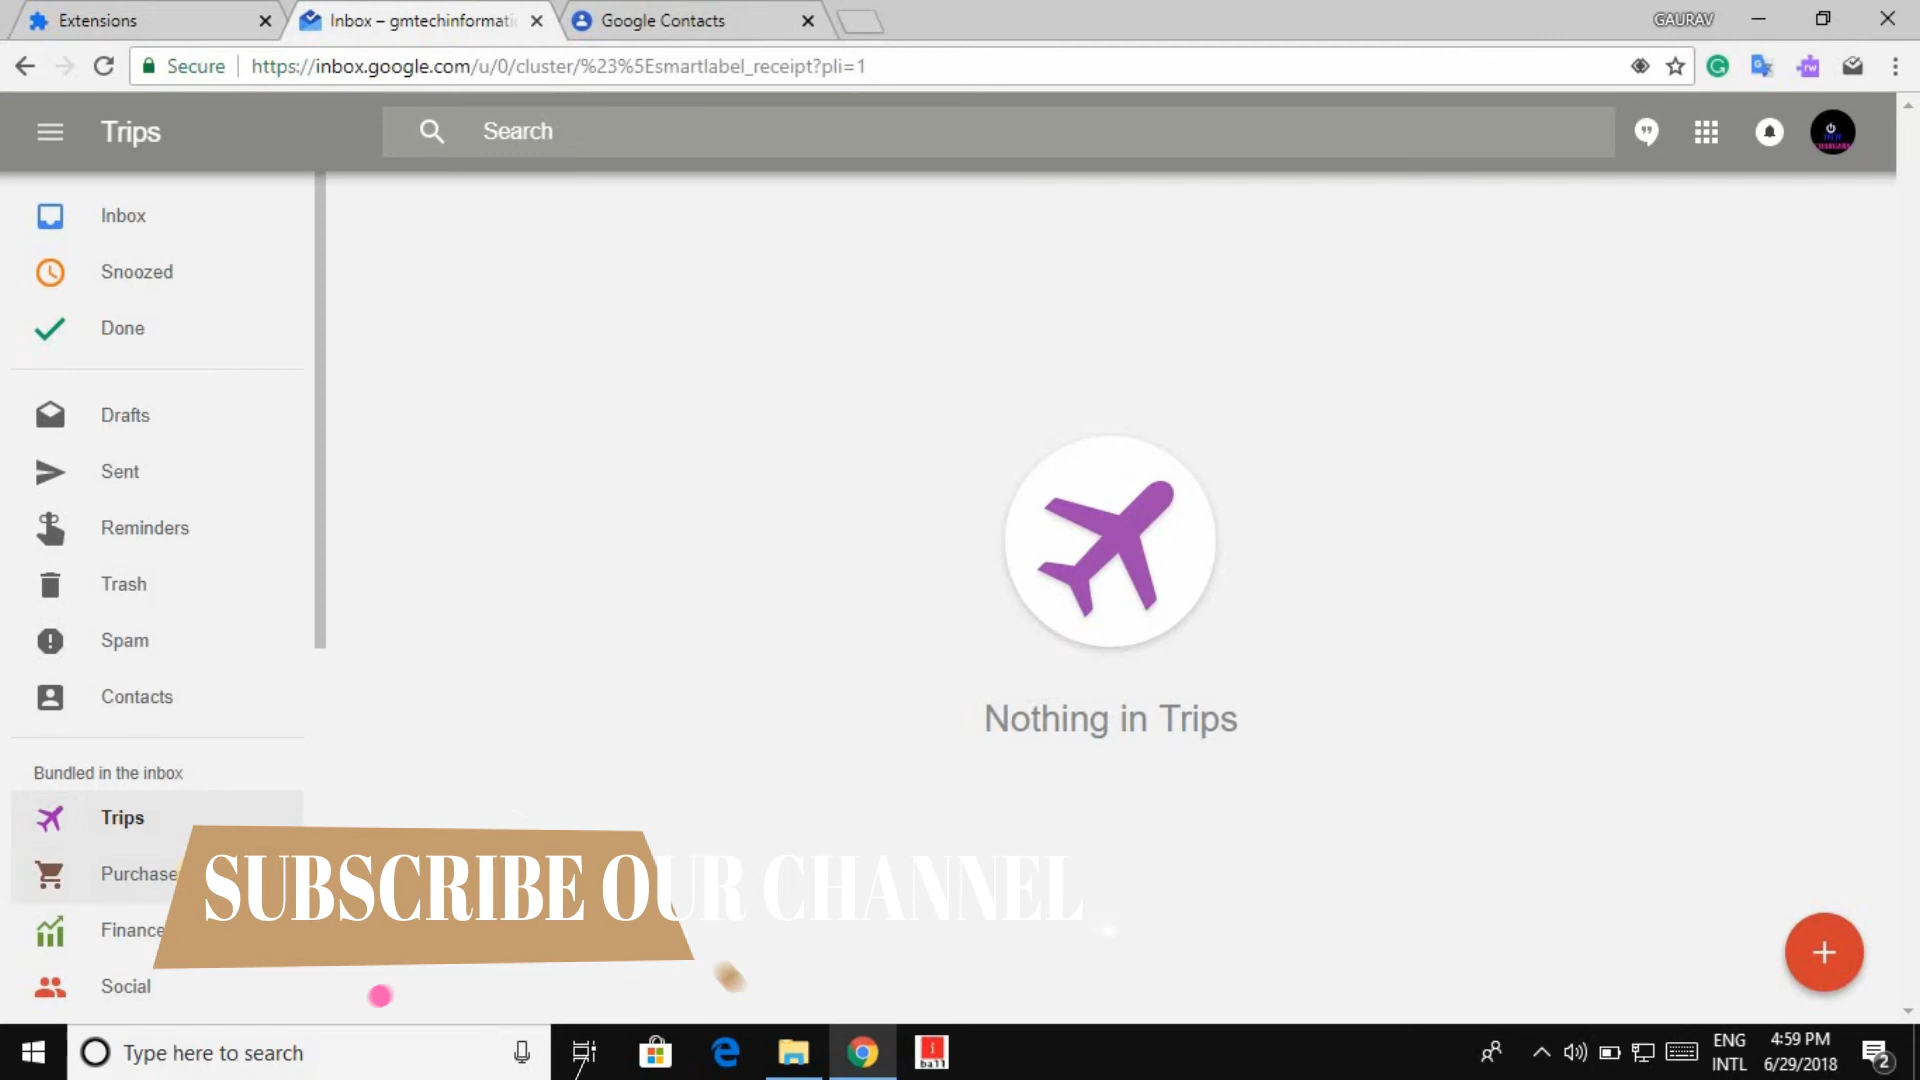 Extensions
Inbox – gmtechinformati
Google Contacts
GAURAV
Secure
https://inbox.google.com/u/0/cluster/%23%5Esmartlabel_receipt?pli=1
Trips
Search
Inbox
Snoozed
Done
Drafts
Sent
Reminders
Trash
Spam
Contacts
Nothing in Trips
Bundled in the inbox
Trips
Purchase
Finance
Social
SUBSCRIBE OUR CHANNEL
Type here to search
ENG
INTL
4:59 PM
6/29/2018
2